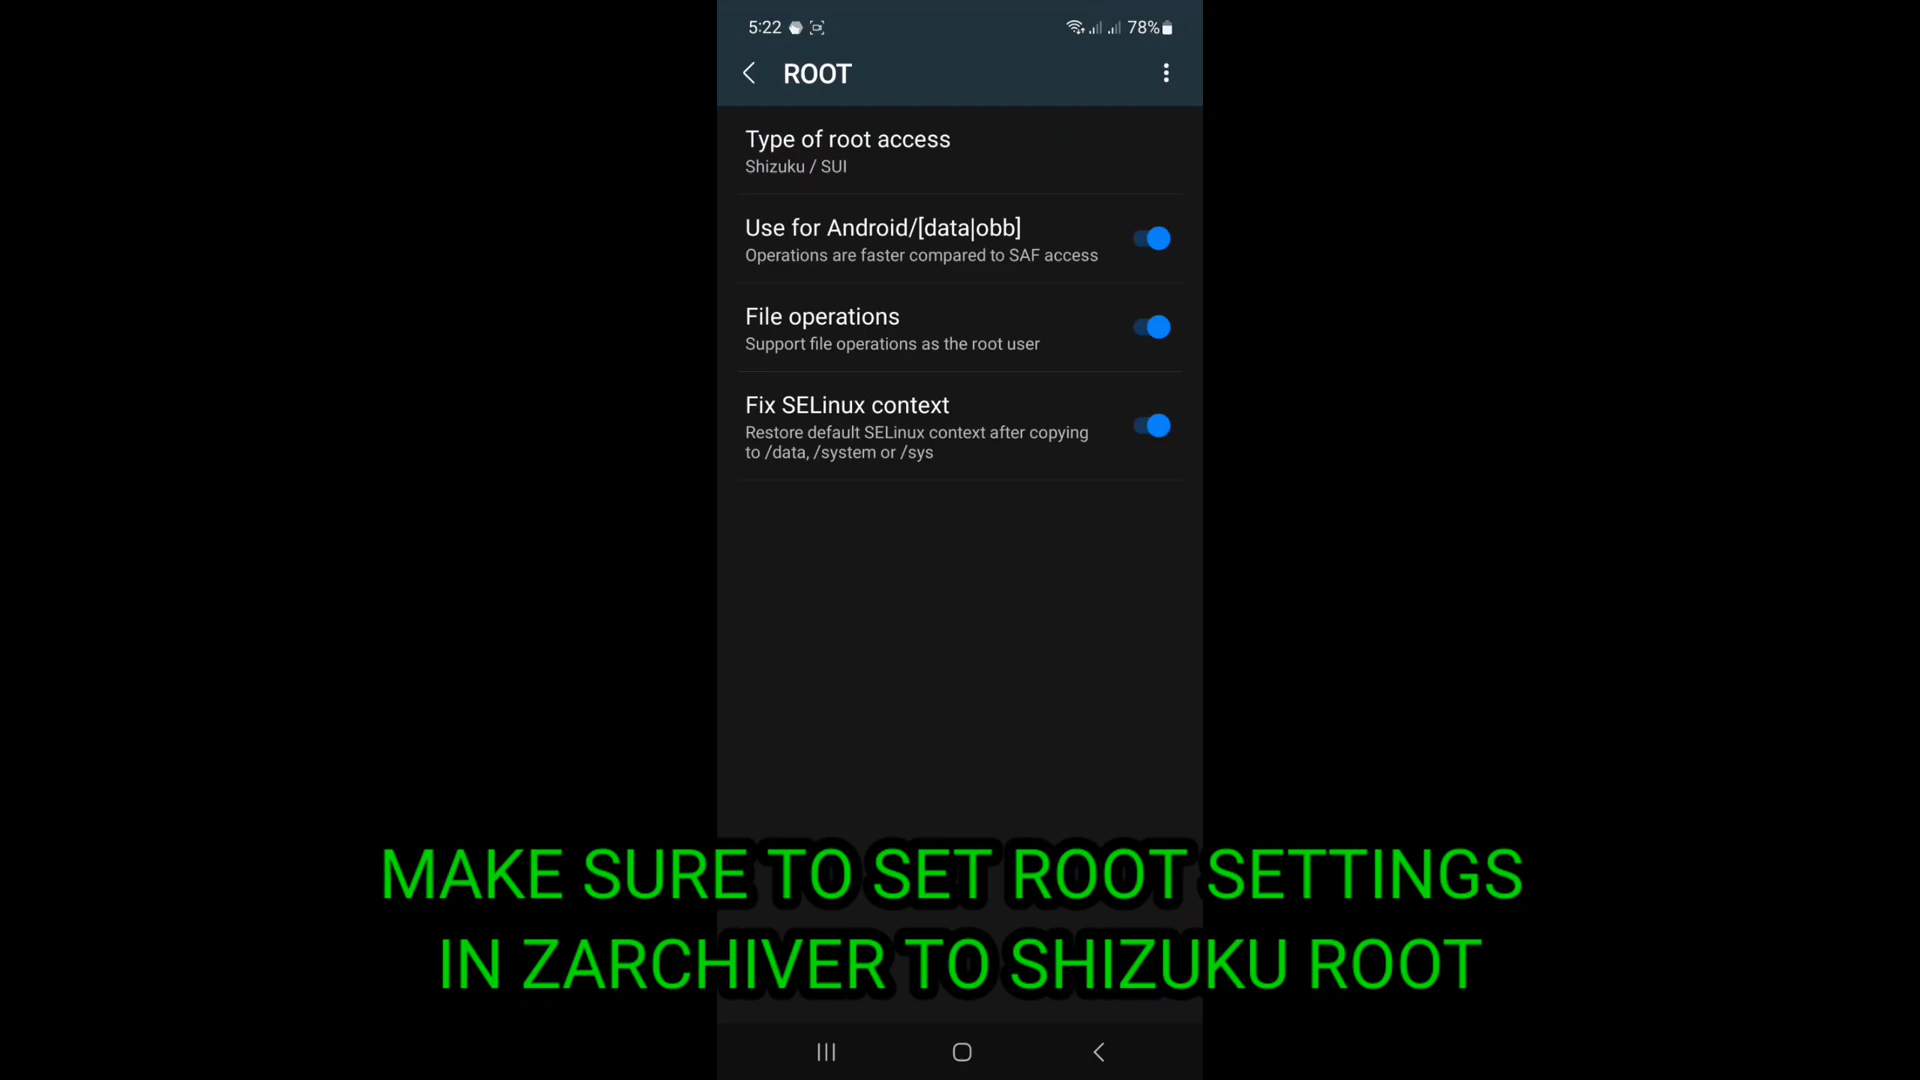 5:22
78%
ROOT
Type of root access
Shizuku / SUI
Use for Android/[data|obb]
Operations are faster compared to SAF access
File operations
Support file operations as the root user
Fix SELinux context
Restore default SELinux context after copying
to /data, /system or /sys
MAKE SURE TO SET ROOT SETTINGS
IN ZARCHIVER TO SHIZUKU ROOT